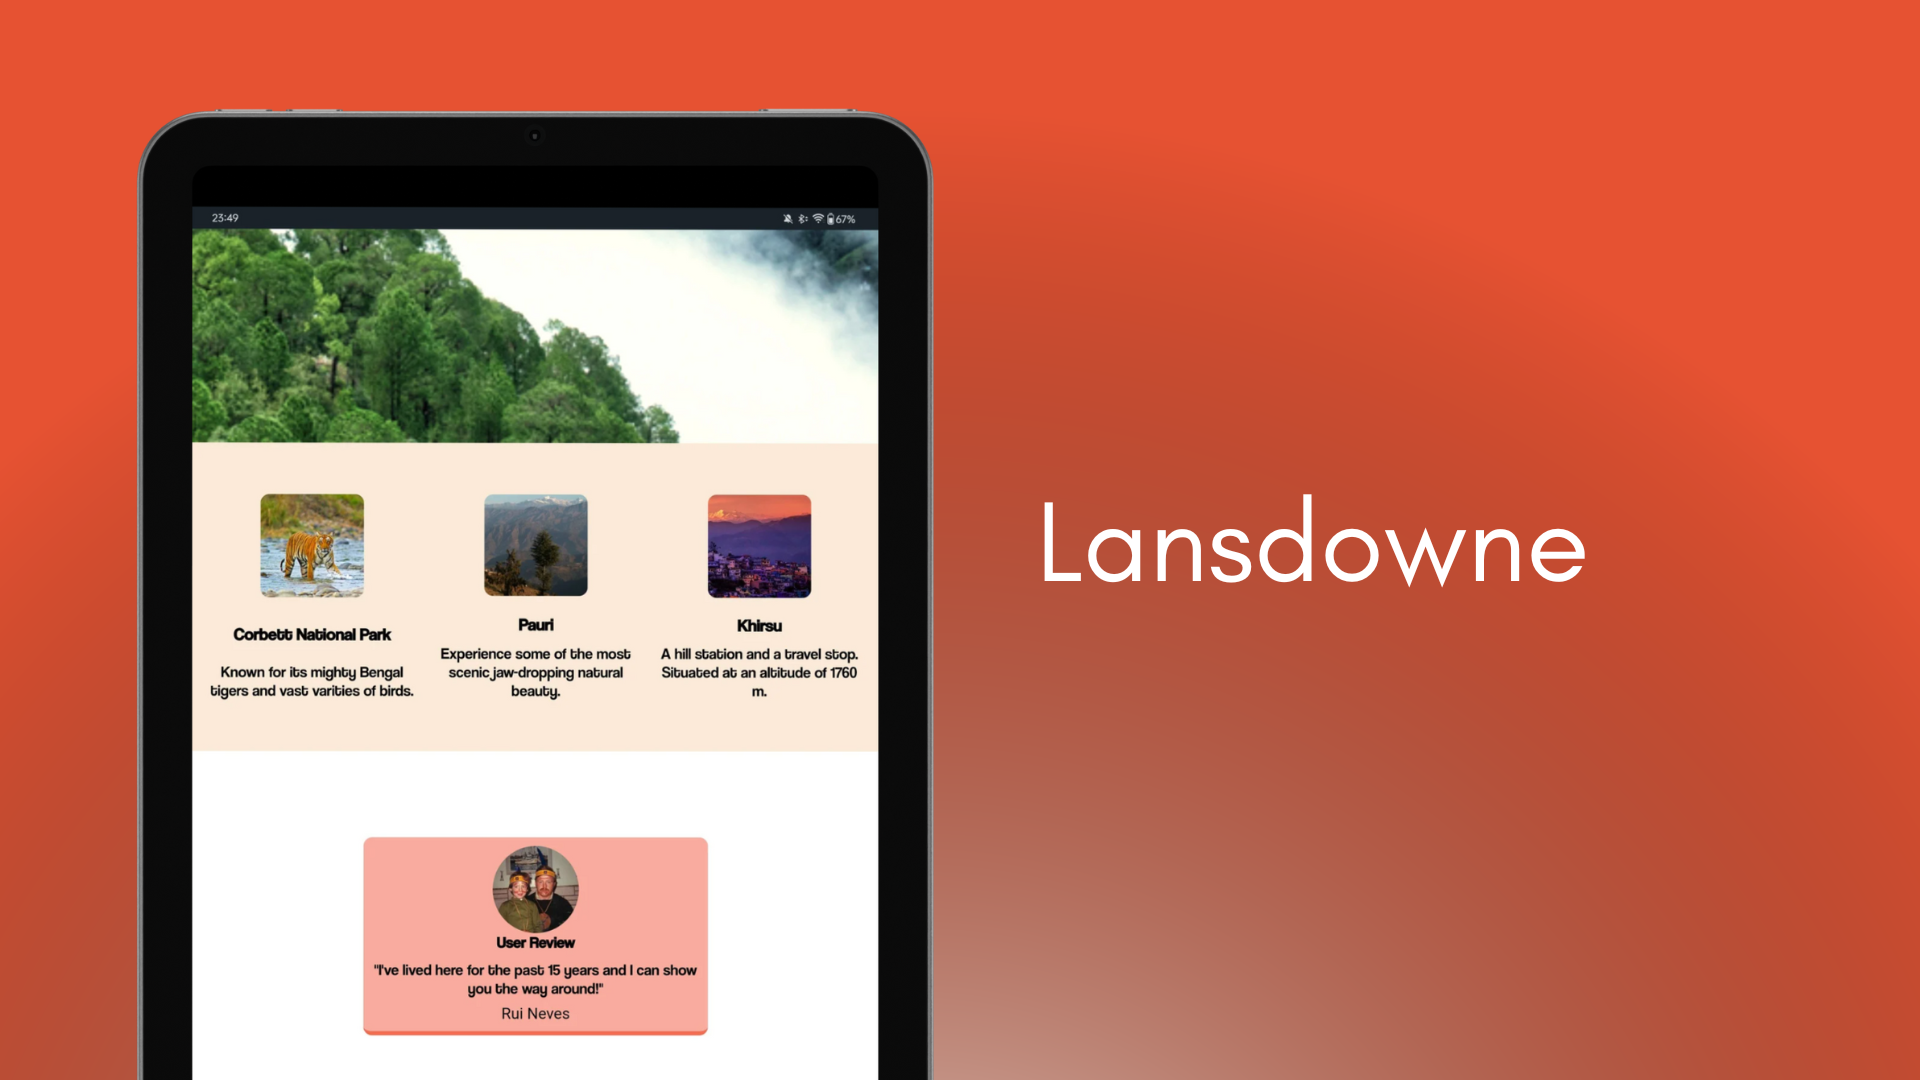 23:49
67%
Corbett National Park
Known for its mighty Bengal
tigers and vast varities of birds.
Pauri
Experience some of the most
scenic jaw-dropping natural
beauty.
Khirsu
A hill station and a travel stop.
Situated at an altitude of 1760
m.
User Review
"I've lived here for the past 15 years and I can show
you the way around!"
Rui Neves
Lansdowne